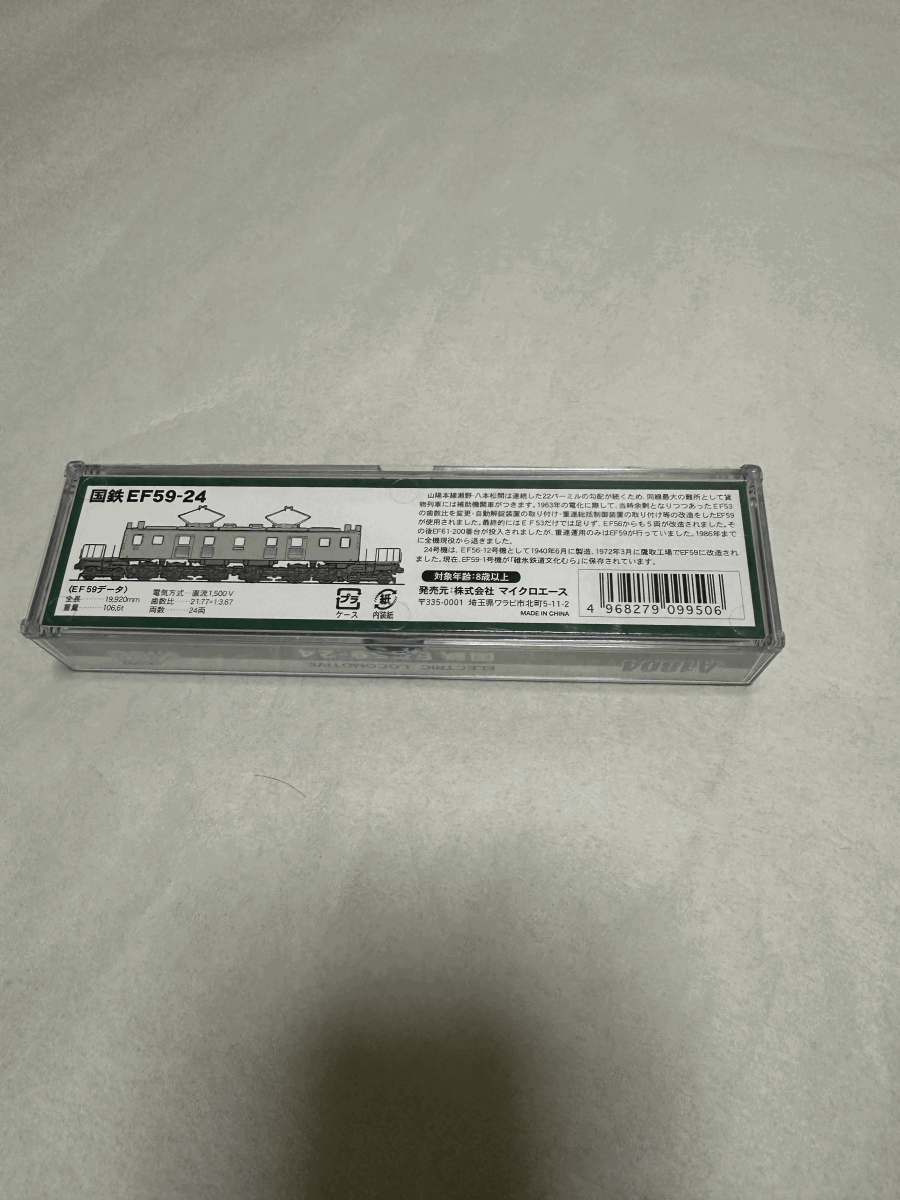 国鉄 EF59-24
(EF59データ)
全長………19,920mm
重量………106.6t
電気方式…直流1,500V
歯数比……21:77=1:3.67
両数………24両
プラ
ケース
紙
内装紙
山陽本線瀬野-八本松間は連続した22パーミルの勾配が続くため、同線最大の難所として貨
物列車には補助機関車がつきます。1963年の電化に際して、当時余剰となりつつあったEF53
の歯数比を変更・自動解錠装置の取り付け・重連総括制御装置の取り付け等の改造をしたEF59
が使用されました。最終的にはEF53だけでは足りず、EF56からも5両が改造されました。そ
の後EF61-200番台が投入されましたが、重連運用のみはEF59が行っていました。1986年まで
に全機現役から退きました。
24号機は、EF56-12号機として1940年6月に製造、1972年3月に鷹取工場でEF59に改造され
ました。現在、EF59-1号機が「碓氷鉄道文化むら」に保存されています。
対象年齢:8歳以上
発売元:株式会社 マイクロエース
〒335-0001 埼玉県ワラビ市北町5-11-2
MADE IN CHINA
4 968279 099506
ELECTRIC LOCOMOTIVE
国鉄 EF59-24
A1804